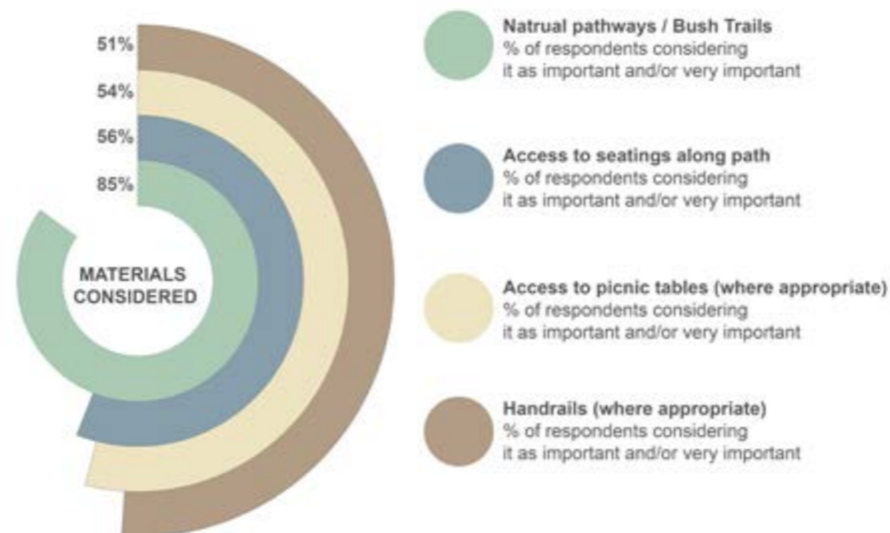 51%
54%
56%
85%
MATERIALS
CONSIDERED
Natrual pathways / Bush Trails
% of respondents considering
it as important and/or very important
Access to seatings along path
% of respondents considering
it as important and/or very important
Access to picnic tables (where appropriate)
% of respondents considering
it as important and/or very important
Handrails (where appropriate)
% of respondents considering
it as important and/or very important